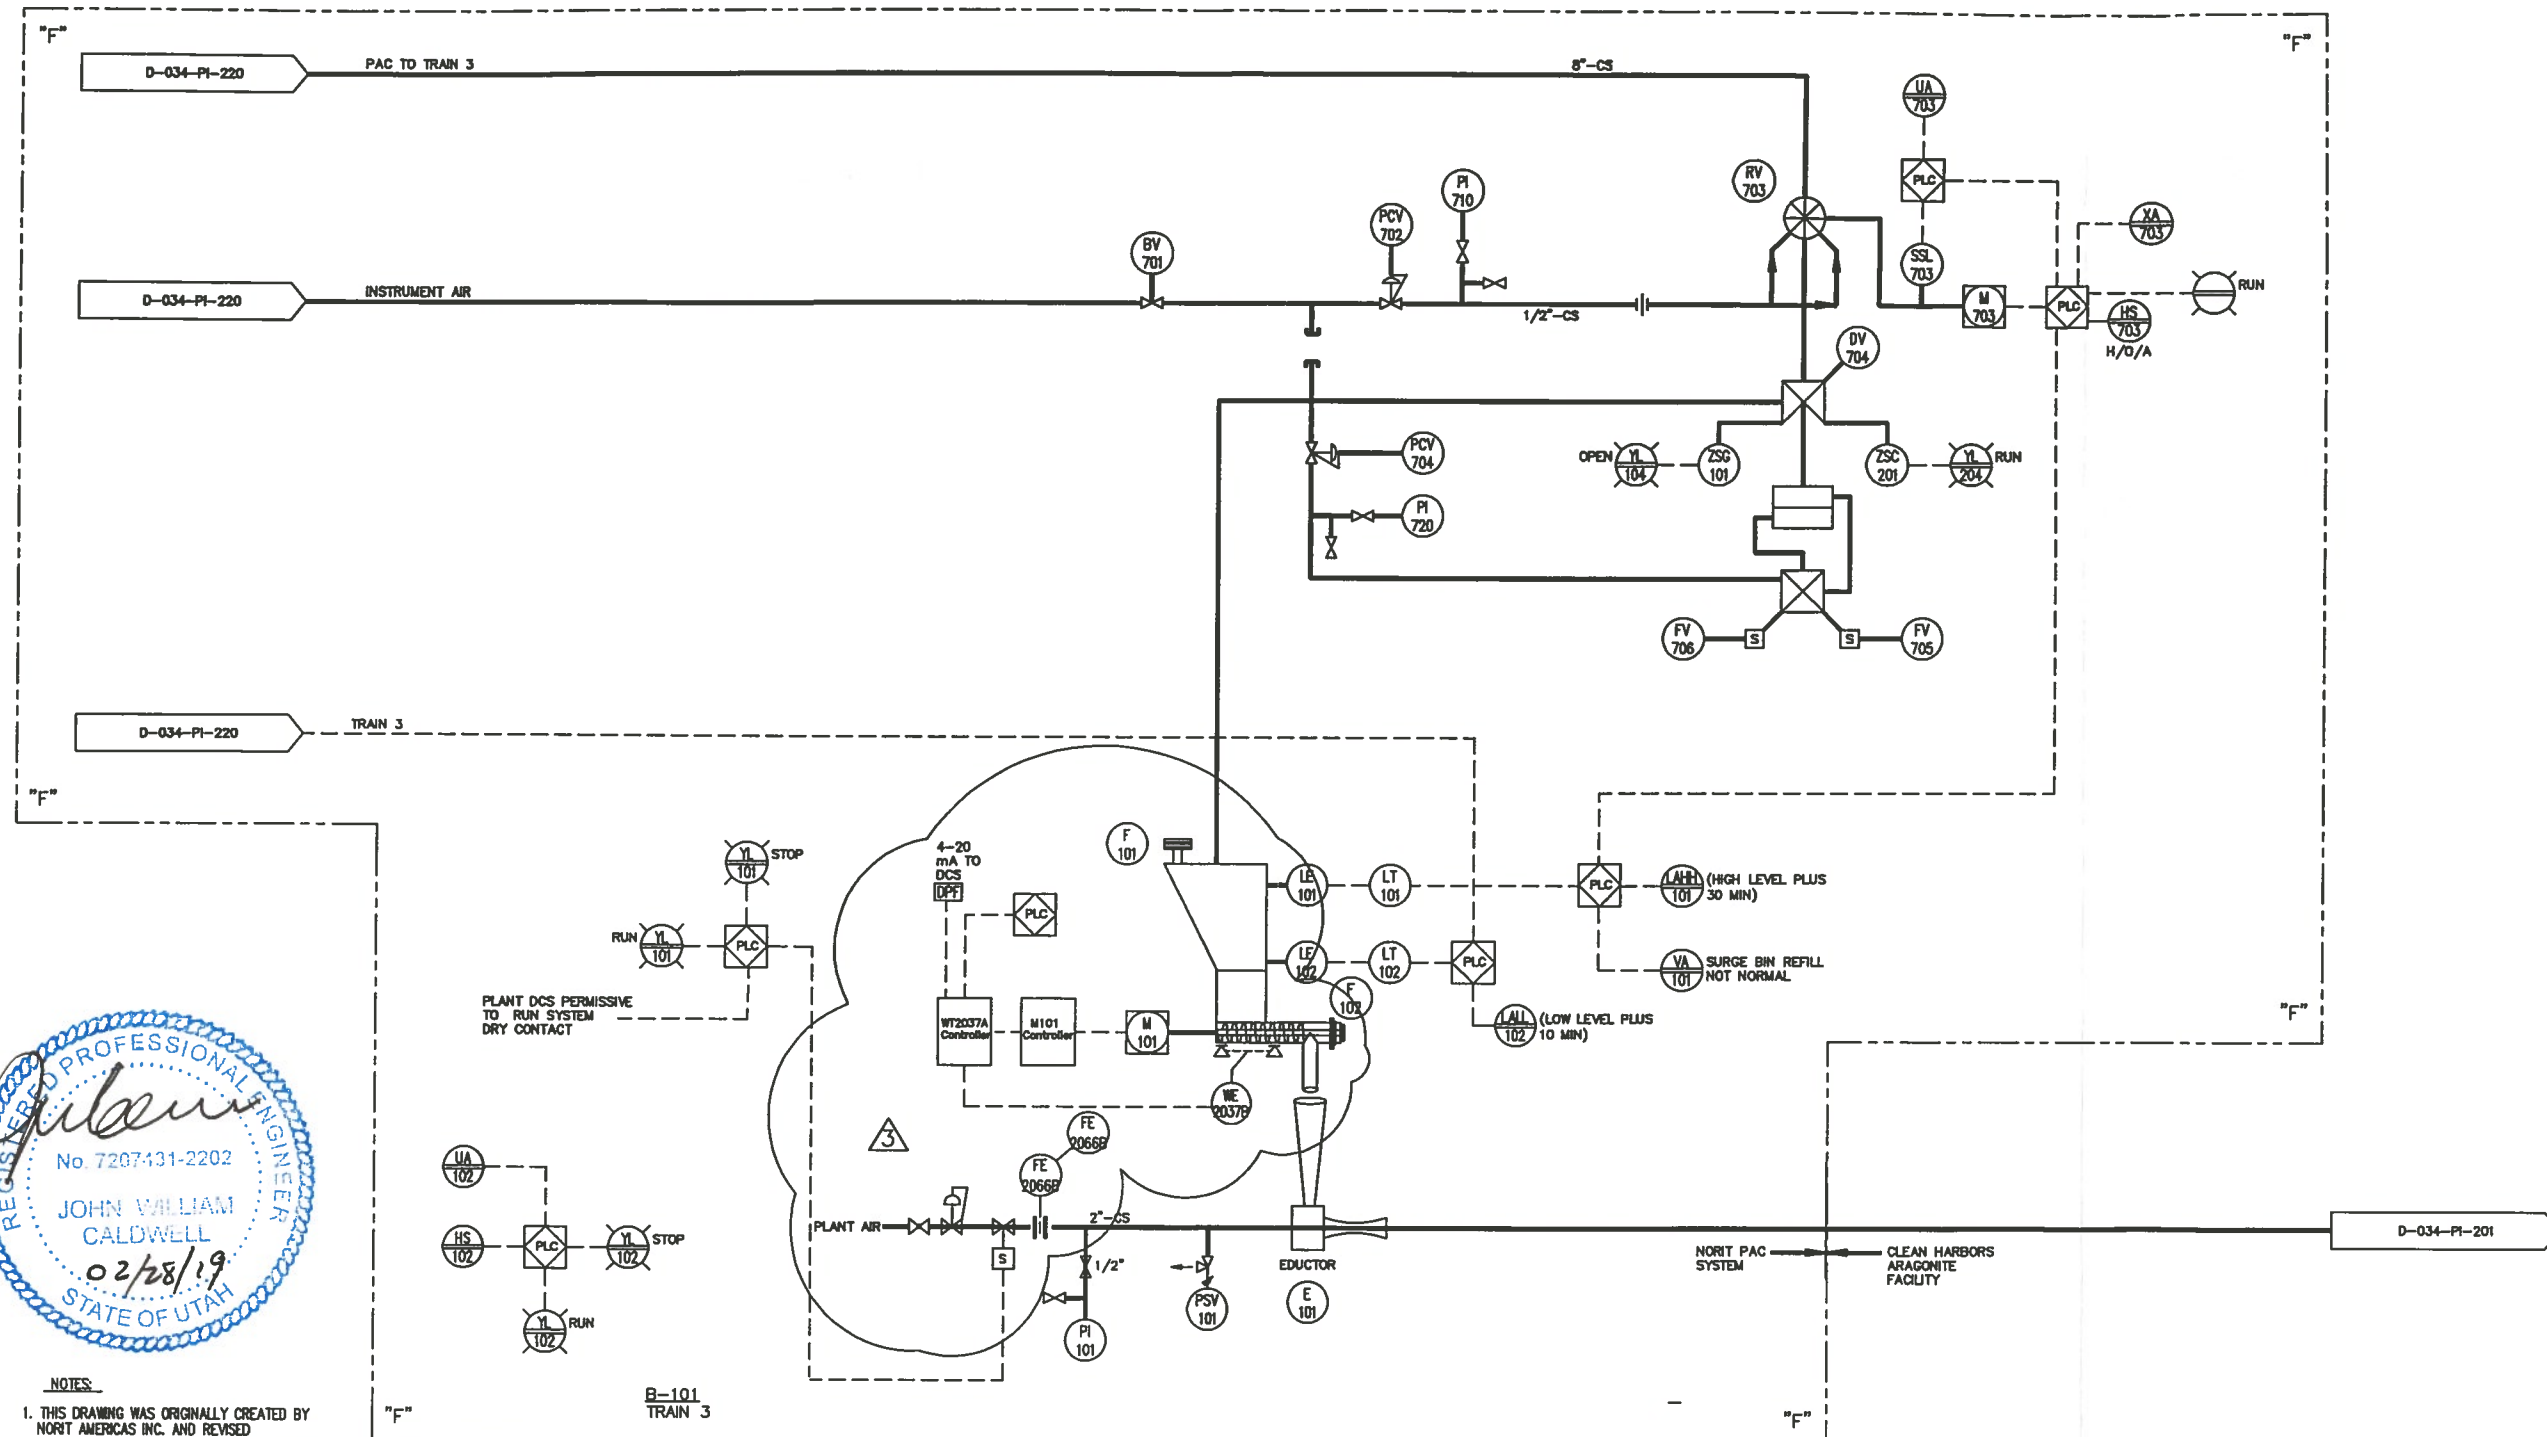 "F"
"F"
D-034-PI-220
PAC TO TRAIN 3
8"-CS
UA
703
PLC
RV
703
PI
710
PCV
702
BV
701
XA
703
SSL
703
D-034-PI-220
INSTRUMENT AIR
1/2"-CS
M
703
PLC
RUN
HS
703
H/O/A
DV
704
PCV
704
OPEN
YL
104
ZSG
101
ZSC
201
YL
204
RUN
PI
720
FV
706
S
S
FV
705
D-034-PI-220
TRAIN 3
"F"
YL
101
STOP
RUN
YL
101
PLC
PLANT DCS PERMISSIVE
TO RUN SYSTEM
DRY CONTACT
4-20
mA TO
DCS
DPF
PLC
F
101
LE
101
LT
101
PLC
LAHH
101
(HIGH LEVEL PLUS
30 MIN)
LE
102
LT
102
PLC
VA
101
SURGE BIN REFILL
NOT NORMAL
F
102
LALL
102
(LOW LEVEL PLUS
10 MIN)
"F"
WT2037A
Controller
M101
Controller
M
101
WE
2037B
3
FE
2066B
FE
2066B
PLANT AIR
2"-CS
S
1/2"
PI
101
PSV
101
EDUCTOR
E
101
NORIT PAC
SYSTEM
CLEAN HARBORS
ARAGONITE
FACILITY
D-034-PI-201
UA
102
HS
102
PLC
YL
102
STOP
YL
102
RUN
REGISTERED PROFESSIONAL ENGINEER
No. 7207431-2202
JOHN WILLIAM
CALDWELL
02/28/19
STATE OF UTAH
NOTES:
1. THIS DRAWING WAS ORIGINALLY CREATED BY
NORIT AMERICAS INC. AND REVISED
"F"
B-101
TRAIN 3
"F"